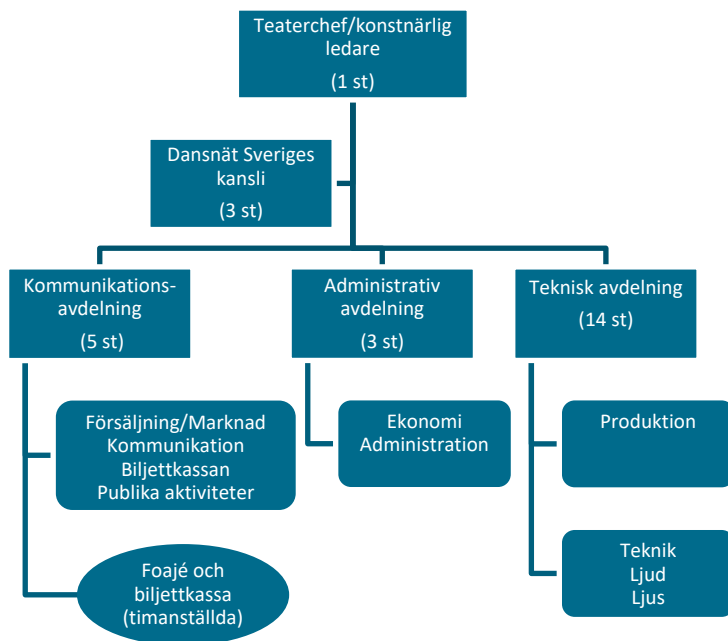 Teaterchef/konstnärlig
ledare
(1 st)
Dansnät Sveriges
kansli
(3 st)
Kommunikations-
avdelning
(5 st)
Administrativ
avdelning
(3 st)
Teknisk avdelning
(14 st)
Försäljning/Marknad
Kommunikation
Biljettkassan
Publika aktiviteter
Ekonomi
Administration
Produktion
Foajé och
biljettkassa
(timanställda)
Teknik
Ljud
Ljus